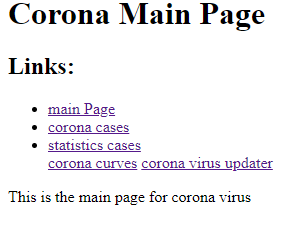 Corona Main Page
Links:
main Page
corona cases
statistics cases
corona curves corona virus updater
This is the main page for corona virus